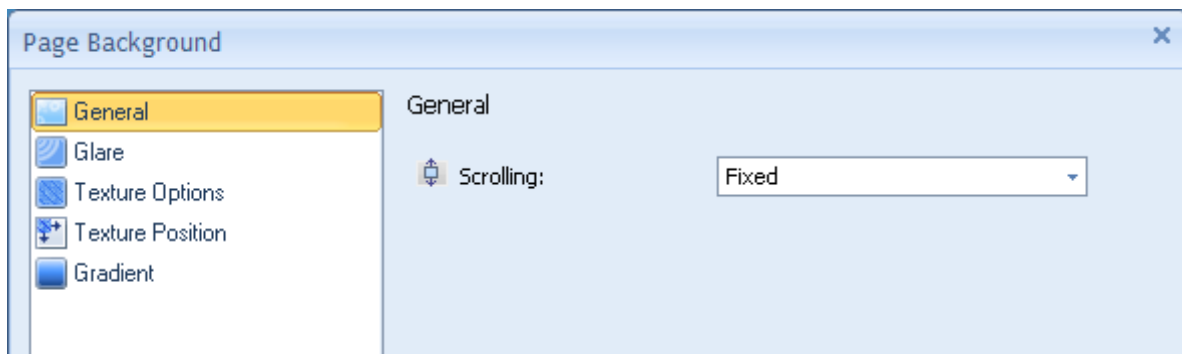 Page Background
General
Glare
Texture Options
Texture Position
Gradient
General
Scrolling: Fixed